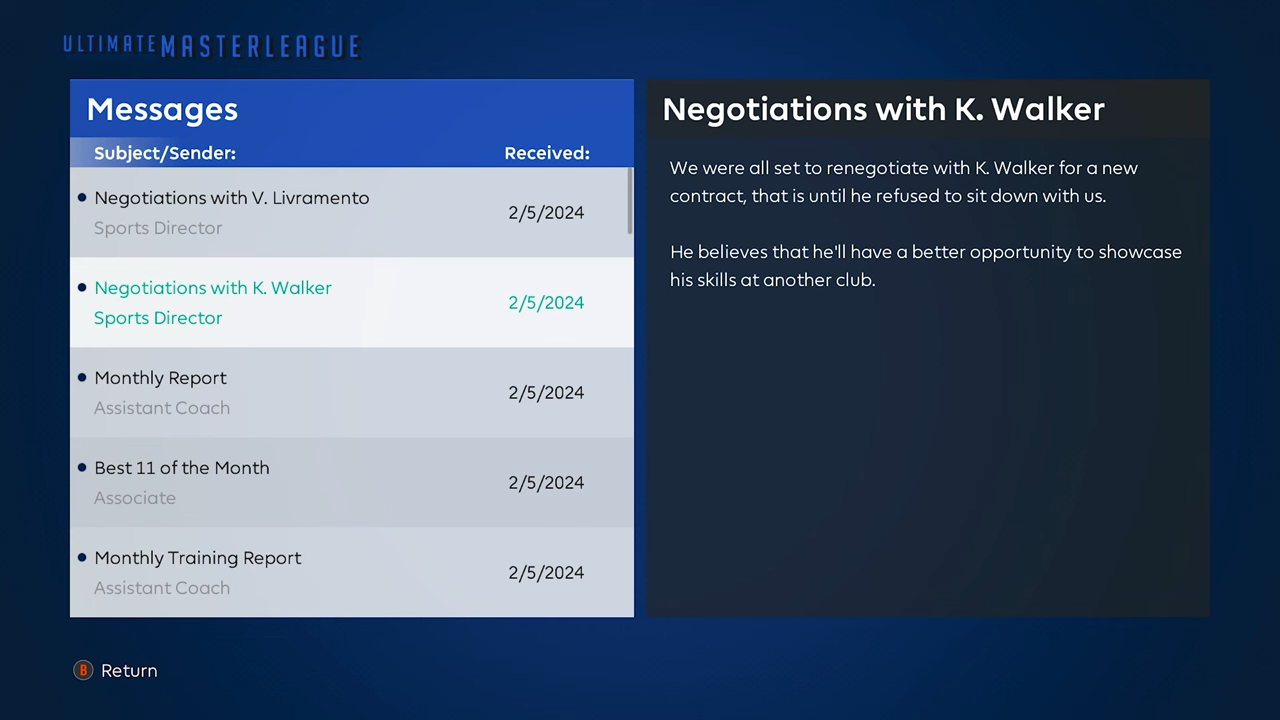 ULTIMATEMASTERLEAGUE
Messages
Subject/Sender: Received:
Negotiations with V. Livramento
Sports Director
2/5/2024
Negotiations with K. Walker
Sports Director
2/5/2024
Monthly Report
Assistant Coach
2/5/2024
Best 11 of the Month
Associate
2/5/2024
Monthly Training Report
Assistant Coach
2/5/2024
Negotiations with K. Walker
We were all set to renegotiate with K. Walker for a new
contract, that is until he refused to sit down with us.
He believes that he'll have a better opportunity to showcase
his skills at another club.
B Return